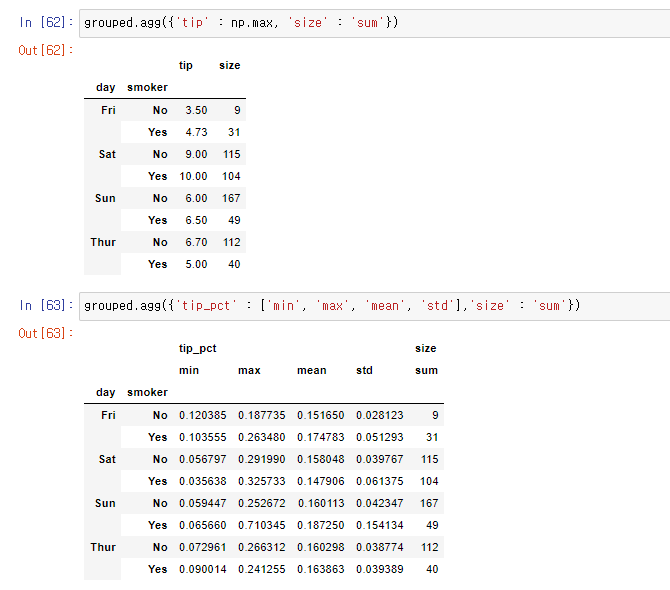 In [62]: grouped.agg({'tip' : np.max, 'size' : 'sum'})
Out[62]:
tip size
day smoker
Fri No 3.50 9
Yes 4.73 31
Sat No 9.00 115
Yes 10.00 104
Sun No 6.00 167
Yes 6.50 49
Thur No 6.70 112
Yes 5.00 40
In [63]: grouped.agg({'tip_pct' : ['min', 'max', 'mean', 'std'],'size' : 'sum'})
Out[63]:
tip_pct size
min max mean std sum
day smoker
Fri No 0.120385 0.187735 0.151650 0.028123 9
Yes 0.103555 0.263480 0.174783 0.051293 31
Sat No 0.056797 0.291990 0.158048 0.039767 115
Yes 0.035638 0.325733 0.147906 0.061375 104
Sun No 0.059447 0.252672 0.160113 0.042347 167
Yes 0.065660 0.710345 0.187250 0.154134 49
Thur No 0.072961 0.266312 0.160298 0.038774 112
Yes 0.090014 0.241255 0.163863 0.039389 40